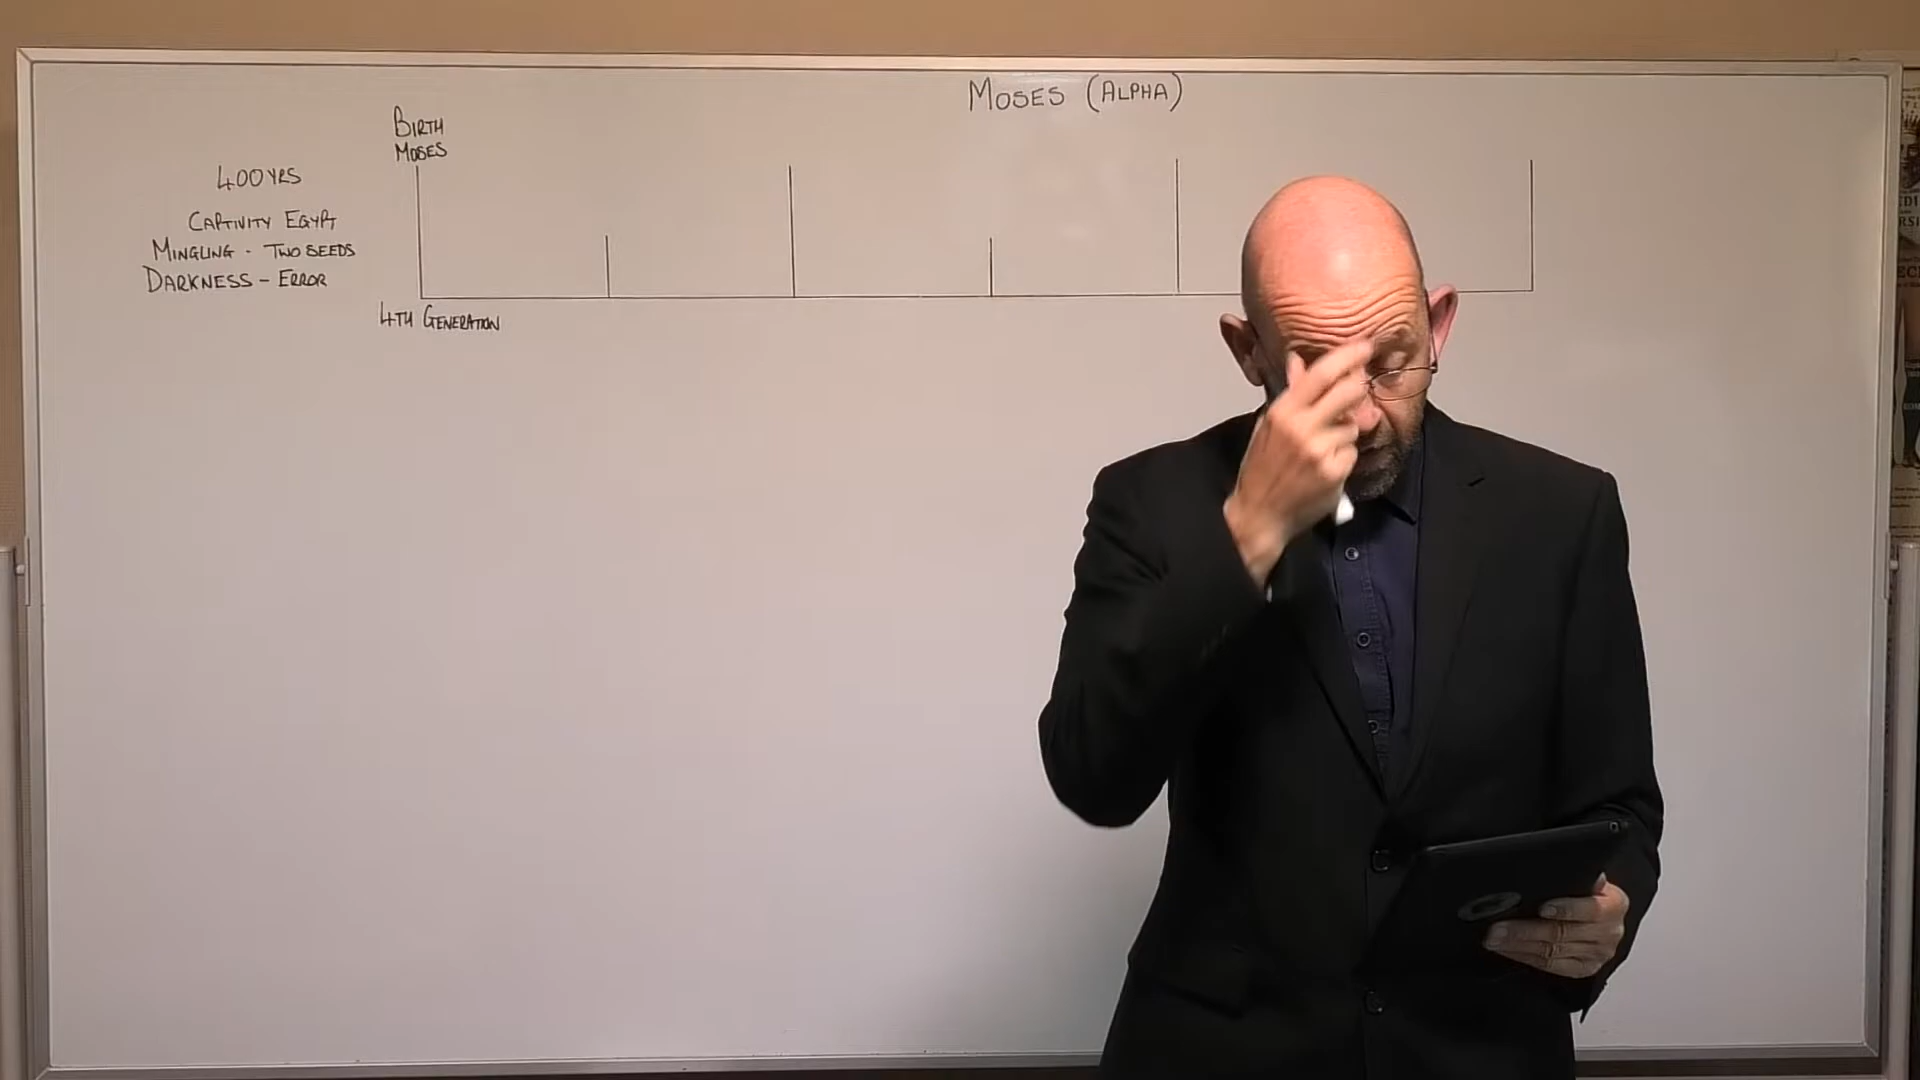 MOSES (ALPHA)
BIRTH
MOSES
400 YRS
CAPTIVITY EGYPT
MINGLING - TWO SEEDS
DARKNESS - ERROR
4TH GENERATION